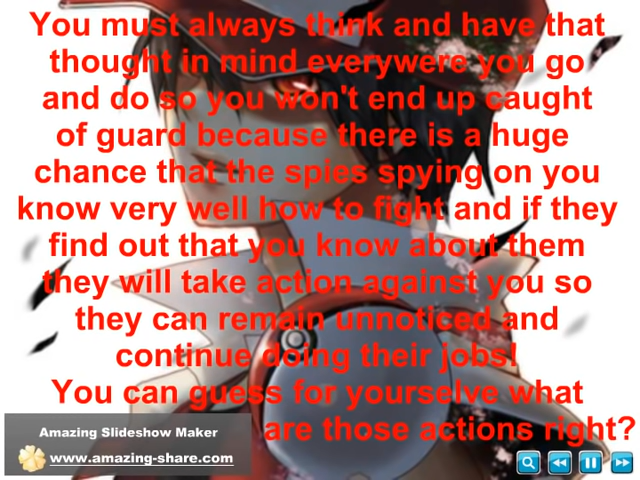 You must always think and have that
thought in mind everywere you go
and do so you won't end up caught
of guard because there is a huge
chance that the spies spying on you
know very well how to fight and if they
find out that you know about them
they will take action against you so
they can remain unnoticed and
continue doing their jobs!
You can guess for yourselve what
are those actions right?
Amazing Slideshow Maker
www.amazing-share.com